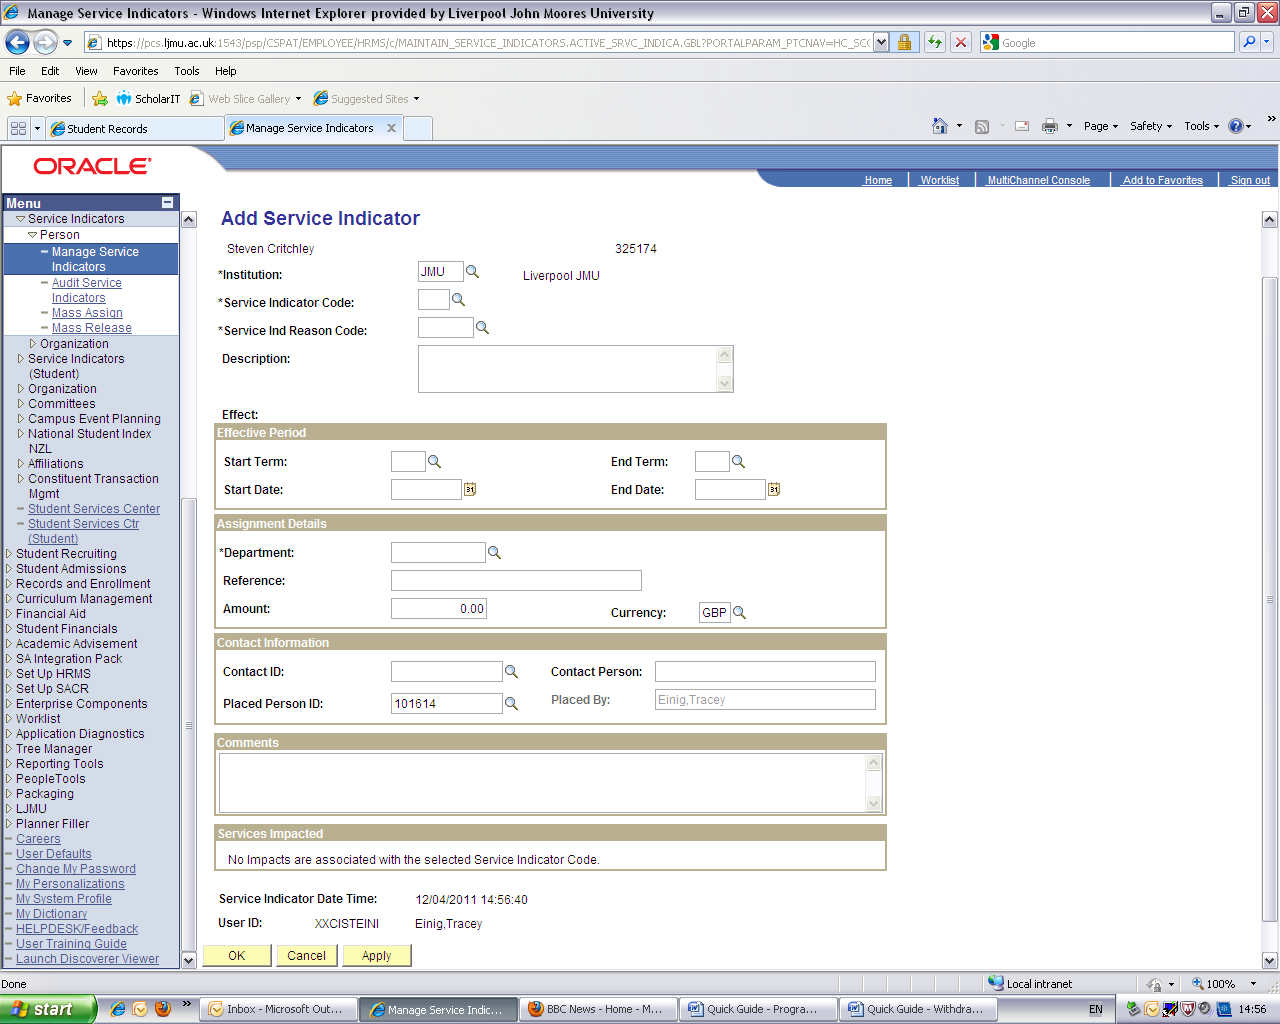 Manage Service Indicators - Windows Internet Explorer provided by Liverpool John Moores University
https://pcs.ljmu.ac.uk:1543/psp/CSPAT/EMPLOYEE/HRMS/c/MAINTAIN_SERVICE_INDICATORS.ACTIVE_SRVC_INDICA.GBL?PORTALPARAM_PTCNAV=HC_SCC Google
File Edit View Favorites Tools Help
Favorites ScholarIT Web Slice Gallery Suggested Sites
Student Records Manage Service Indicators Page Safety Tools »
ORACLE
Home Worklist MultiChannel Console Add to Favorites Sign out
Menu
Service Indicators
Person
Manage Service
Indicators
Audit Service
Indicators
Mass Assign
Mass Release
Organization
Service Indicators
(Student)
Organization
Committees
Campus Event Planning
National Student Index
NZL
Affiliations
Constituent Transaction
Mgmt
Student Services Center
Student Services Ctr
(Student)
Student Recruiting
Student Admissions
Records and Enrollment
Curriculum Management
Financial Aid
Student Financials
Academic Advisement
SA Integration Pack
Set Up HRMS
Set Up SACR
Enterprise Components
Worklist
Application Diagnostics
Tree Manager
Reporting Tools
PeopleTools
Packaging
LJMU
Planner Filler
Careers
User Defaults
Change My Password
My Personalizations
My System Profile
My Dictionary
HELPDESK/Feedback
User Training Guide
Launch Discoverer Viewer
Add Service Indicator
Steven Critchley 325174
*Institution: JMU Liverpool JMU
*Service Indicator Code:
*Service Ind Reason Code:
Description:
Effect:
Effective Period
Start Term: End Term:
Start Date: 31 End Date: 31
Assignment Details
*Department:
Reference:
Amount: 0.00 Currency: GBP
Contact Information
Contact ID: Contact Person:
Placed Person ID: 101614 Placed By: Einig,Tracey
Comments
Services Impacted
No Impacts are associated with the selected Service Indicator Code.
Service Indicator Date Time: 12/04/2011 14:56:40
User ID: XXCISTEINI Einig,Tracey
OK Cancel Apply
Done Local intranet 100%
start » Inbox - Microsoft Out... Manage Service Indic... BBC News - Home - M... Quick Guide - Progra... Quick Guide - Withdra... EN 14:56